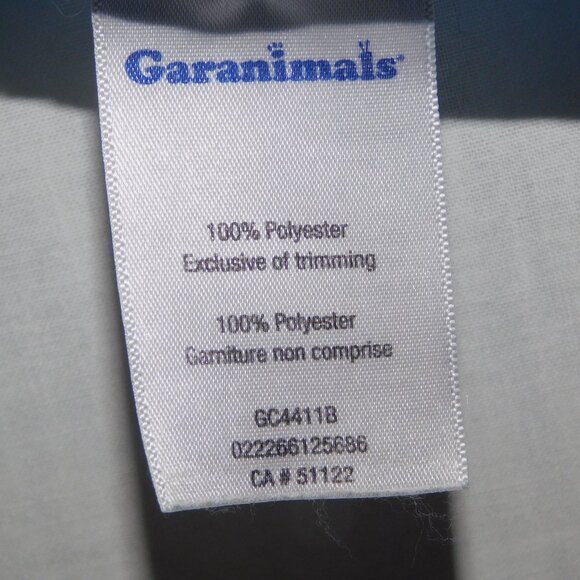 Garanimals
100% Polyester
Exclusive of trimming
100% Polyester
Garniture non comprise
GC4411B
022266125686
CA # 51122